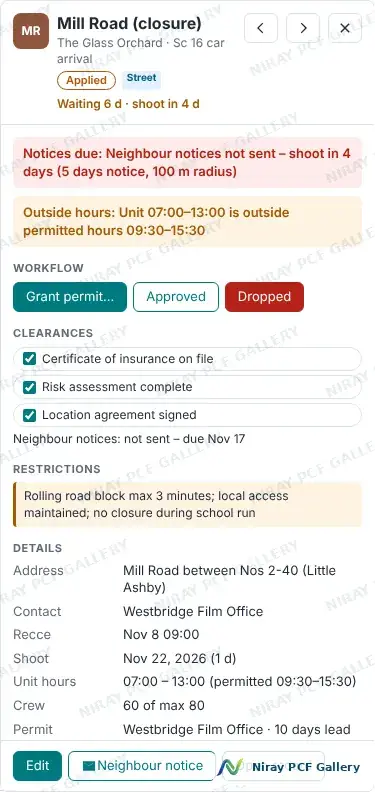 MR
Mill Road (closure)
The Glass Orchard · Sc 16 car
arrival
Applied
Street
Waiting 6 d · shoot in 4 d
Notices due: Neighbour notices not sent – shoot in 4
days (5 days notice, 100 m radius)
Outside hours: Unit 07:00–13:00 is outside
permitted hours 09:30–15:30
WORKFLOW
Grant permit...
Approved
Dropped
CLEARANCES
Certificate of insurance on file
Risk assessment complete
Location agreement signed
Neighbour notices: not sent – due Nov 17
RESTRICTIONS
Rolling road block max 3 minutes; local access
maintained; no closure during school run
DETAILS
Address Mill Road between Nos 2-40 (Little
Ashby)
Contact Westbridge Film Office
Recce Nov 8 09:00
Shoot Nov 22, 2026 (1 d)
Unit hours 07:00 – 13:00 (permitted 09:30–15:30)
Crew 60 of max 80
Permit Westbridge Film Office · 10 days lead
Edit
Neighbour notice
Niray PCF Gallery
NIRAY PCF GALLERY